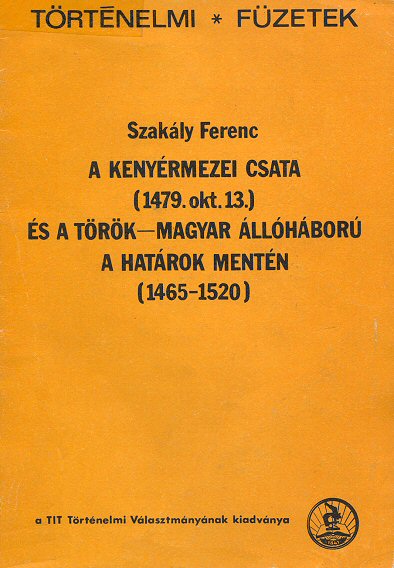 TÖRTÉNELMI * FÜZETEK
Szakály Ferenc
A KENYÉRMEZEI CSATA
(1479. okt. 13.)
ÉS A TÖRÖK—MAGYAR ÁLLÓHÁBORÚ
A HATÁROK MENTÉN
(1465-1520)
a TIT Történelmi Választmányának kiadványa
1841